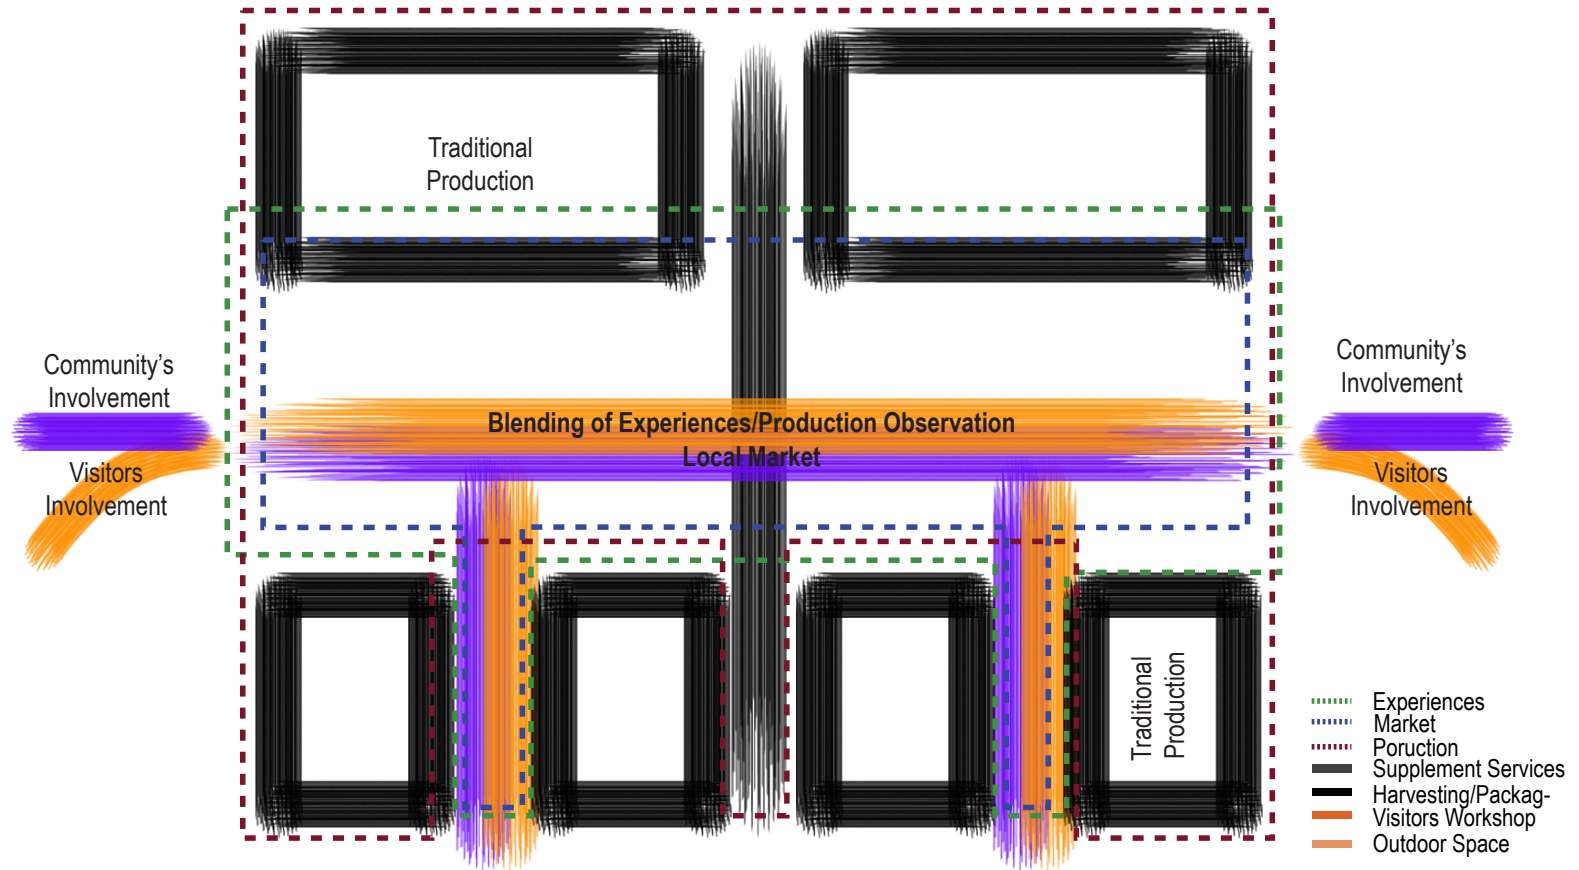 Traditional
Production
Community’s
Involvement
Visitors
Involvement
Blending of Experiences/Production Observation
Local Market
Community’s
Involvement
Visitors
Involvement
Traditional
Production
Experiences
Market
Poruction
Supplement Services
Harvesting/Packag-
Visitors Workshop
Outdoor Space